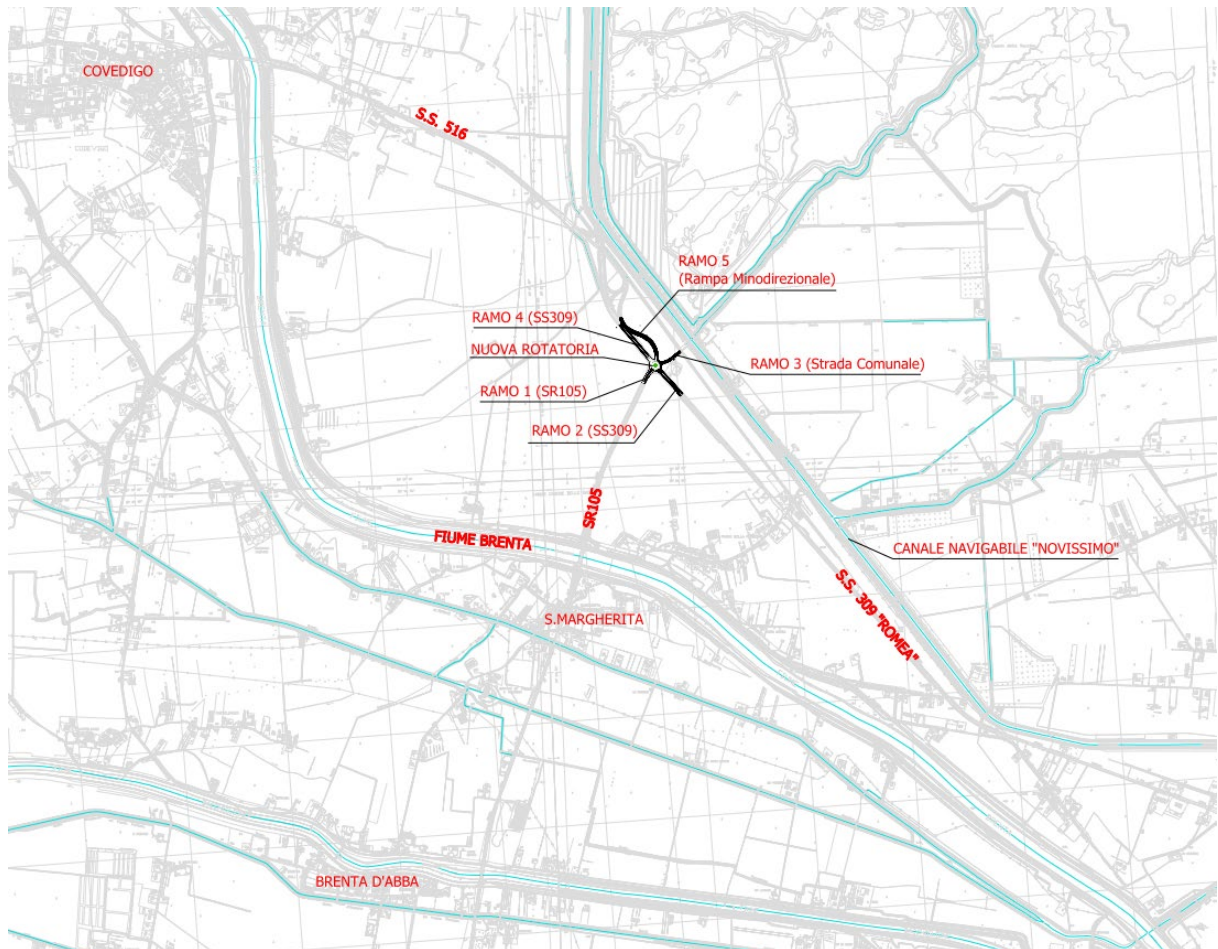 COVEDIGO
S.S. 516
RAMO 5
(Rampa Minodirezionale)
RAMO 4 (SS309)
NUOVA ROTATORIA
RAMO 3 (Strada Comunale)
RAMO 1 (SR105)
RAMO 2 (SS309)
SR105
FIUME BRENTA
CANALE NAVIGABILE "NOVISSIMO"
S.S. 309 "ROMEA"
S.MARGHERITA
BRENTA D'ABBA